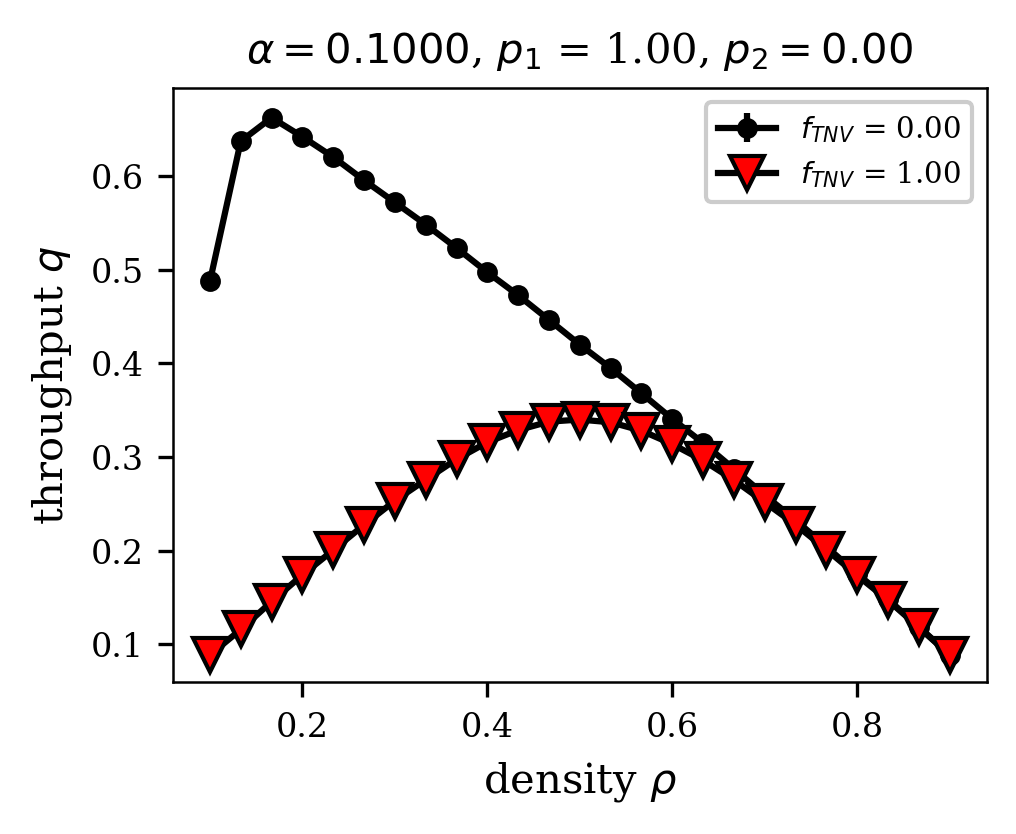 α = 0.1000, p₁ = 1.00, p₂ = 0.00
f_TNV = 0.00
f_TNV = 1.00
throughput q
0.6
0.5
0.4
0.3
0.2
0.1
0.2 0.4 0.6 0.8
density ρ